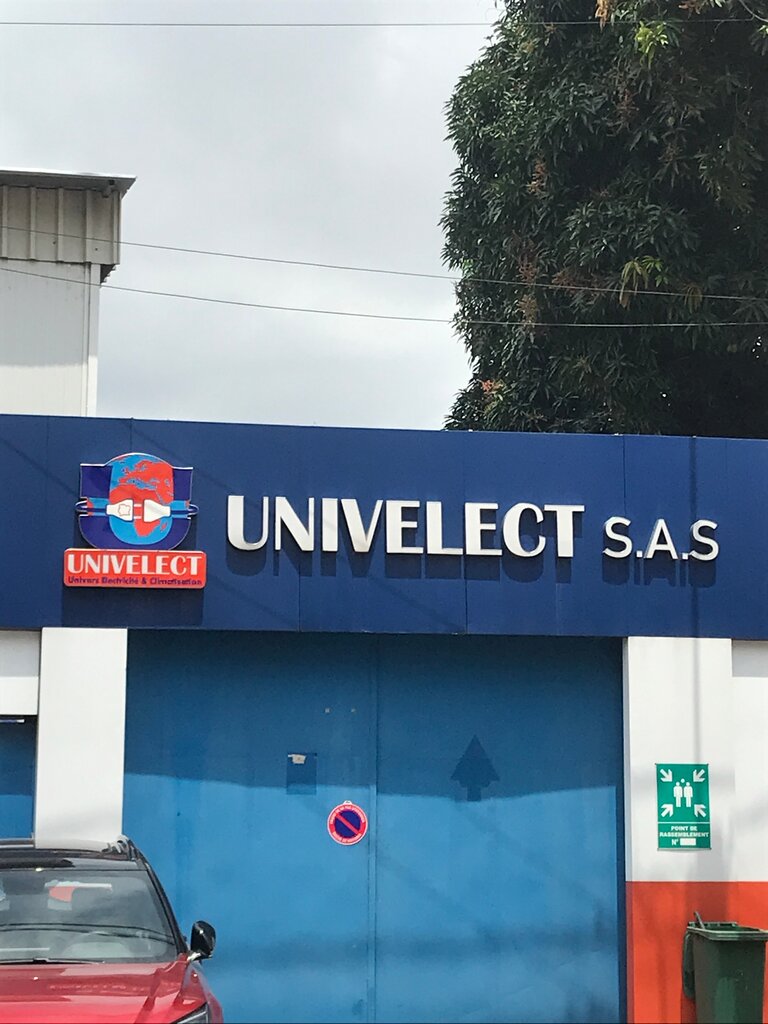 UNIVELECT S.A.S
UNIVELECT
Univers Electricité & Climatisation
POINT DE
RASSEMBLEMENT
N°